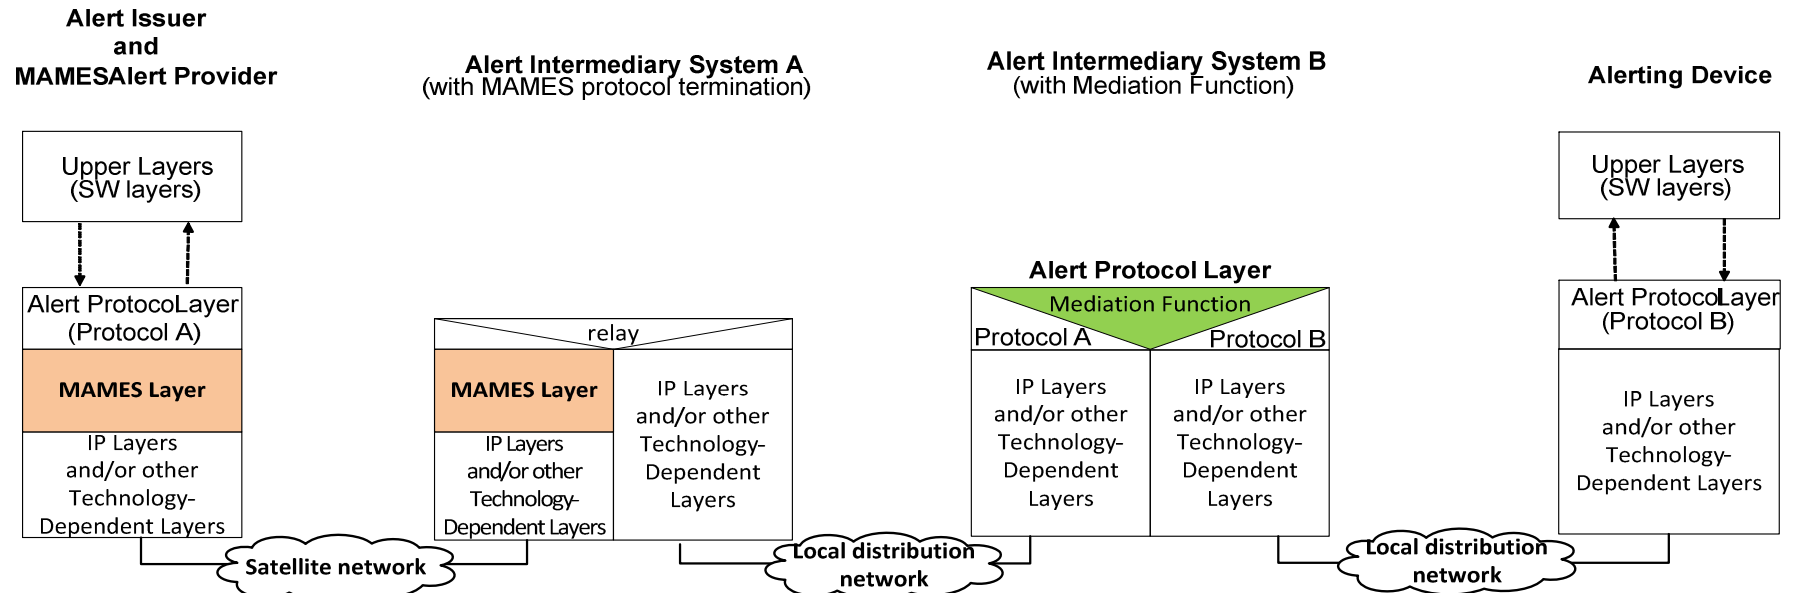 Alert Issuer
and
MAMESAlert Provider
Alert Intermediary System A
(with MAMES protocol termination)
Alert Intermediary System B
(with Mediation Function)
Alerting Device
Upper Layers
(SW layers)
Alert ProtocoLayer
(Protocol A)
MAMES Layer
IP Layers
and/or other
Technology-
Dependent Layers
relay
MAMES Layer
IP Layers
and/or other
Technology-
Dependent Layers
IP Layers
and/or other
Technology-
Dependent
Layers
Alert Protocol Layer
Mediation Function
Protocol A
Protocol B
IP Layers
and/or other
Technology-
Dependent
Layers
IP Layers
and/or other
Technology-
Dependent
Layers
Upper Layers
(SW layers)
Alert ProtocolLayer
(Protocol B)
IP Layers
and/or other
Technology-
Dependent Layers
Satellite network
Local distribution
network
Local distribution
network